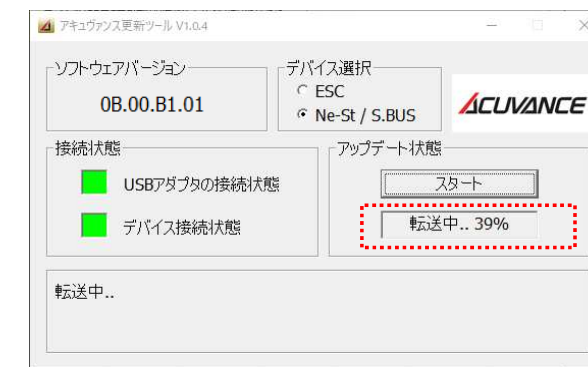 アキュヴァンス更新ツール V1.0.4
ソフトウェアバージョン
0B.00.B1.01
デバイス選択
ESC
Ne-St / S.BUS
ACUVANCE
接続状態
USBアダプタの接続状態
デバイス接続状態
アップデート状態
スタート
転送中.. 39%
転送中..